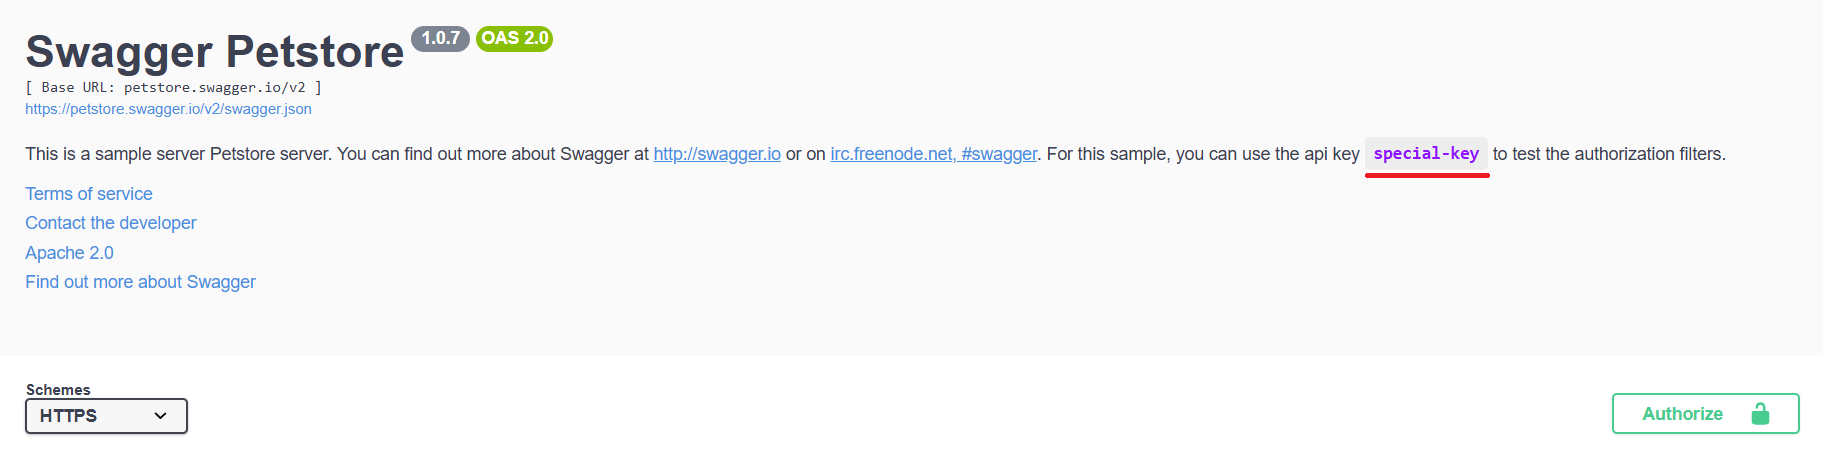 Swagger Petstore 1.0.7 OAS 2.0
[ Base URL: petstore.swagger.io/v2 ]
https://petstore.swagger.io/v2/swagger.json
This is a sample server Petstore server. You can find out more about Swagger at http://swagger.io or on irc.freenode.net, #swagger. For this sample, you can use the api key special-key to test the authorization filters.
Terms of service
Contact the developer
Apache 2.0
Find out more about Swagger
Schemes
HTTPS
Authorize